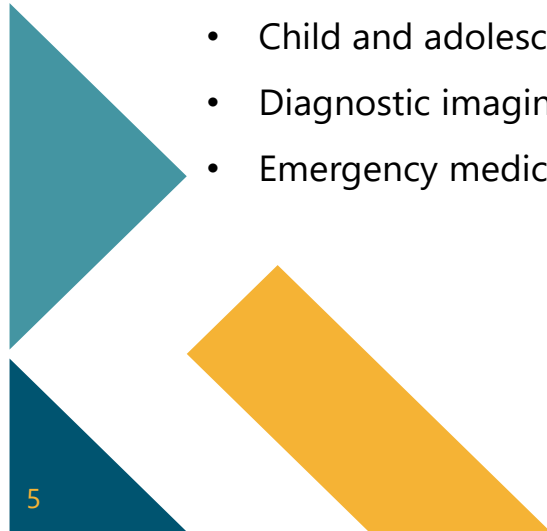 • Child and adolesc
• Diagnostic imagin
• Emergency medic
5